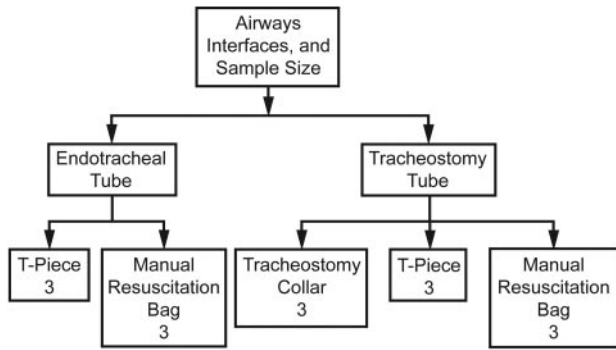 Airways
Interfaces, and
Sample Size
Endotracheal
Tube
Tracheostomy
Tube
T-Piece
3
Manual
Resuscitation
Bag
3
Tracheostomy
Collar
3
T-Piece
3
Manual
Resuscitation
Bag
3